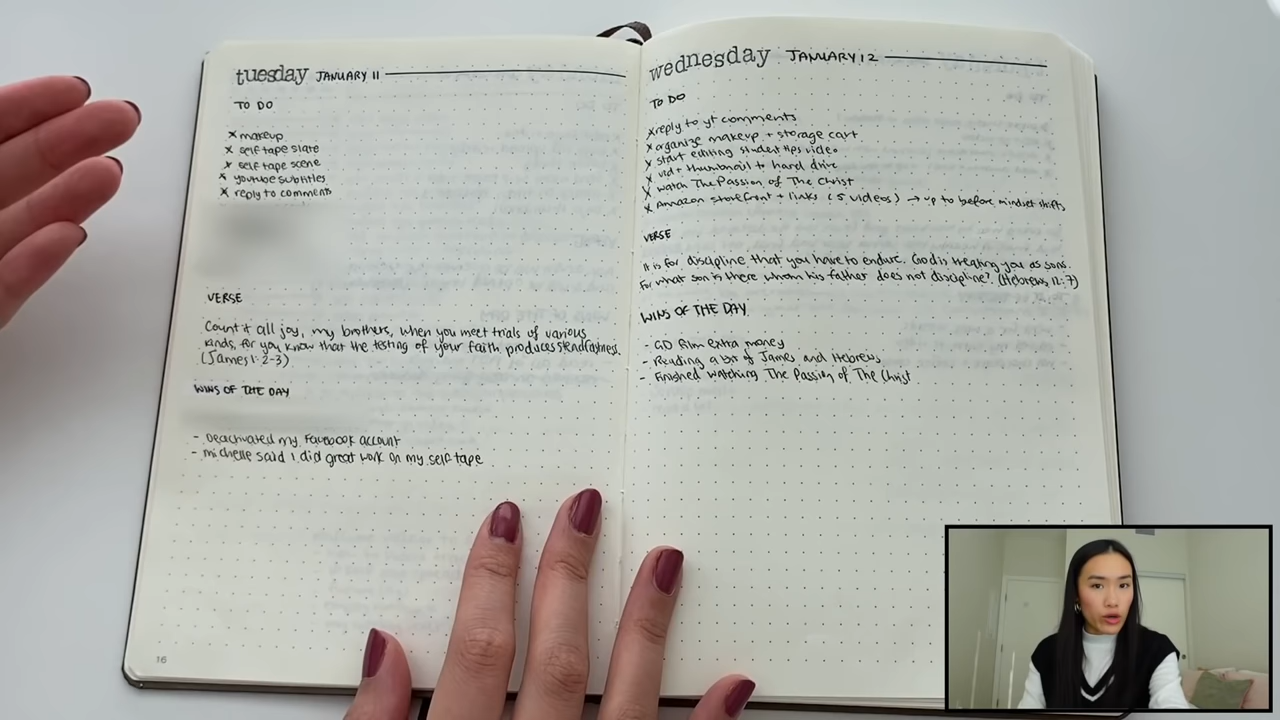 tuesday JANUARY 11
TO DO
x makeup
x self tape slate
x self tape scene
x youtube subtitles
x reply to comments
VERSE
Count it all joy, my brothers, when you meet trials of various
kinds, for you know that the testing of your faith produces steadfastness.
(James 1:2-3)
WINS OF THE DAY
- Deactivated my Facebook account
- michelle said I did great work on my self tape
16
wednesday JANUARY 12
TO DO
x reply to yt comments
x organize makeup + storage cart
x start editing student tips video
x vid + thumbnail to hard drive
x watch The Passion of The Christ
x Amazon storefront + links (5 videos) → up to before mindset shifts
VERSE
It is for discipline that you have to endure. God is treating you as sons.
For what son is there whom his father does not discipline? (Hebrews 12:7)
WINS OF THE DAY
- GD Film extra money
- Reading a bit of James and Hebrews
- Finished watching The Passion of The Christ